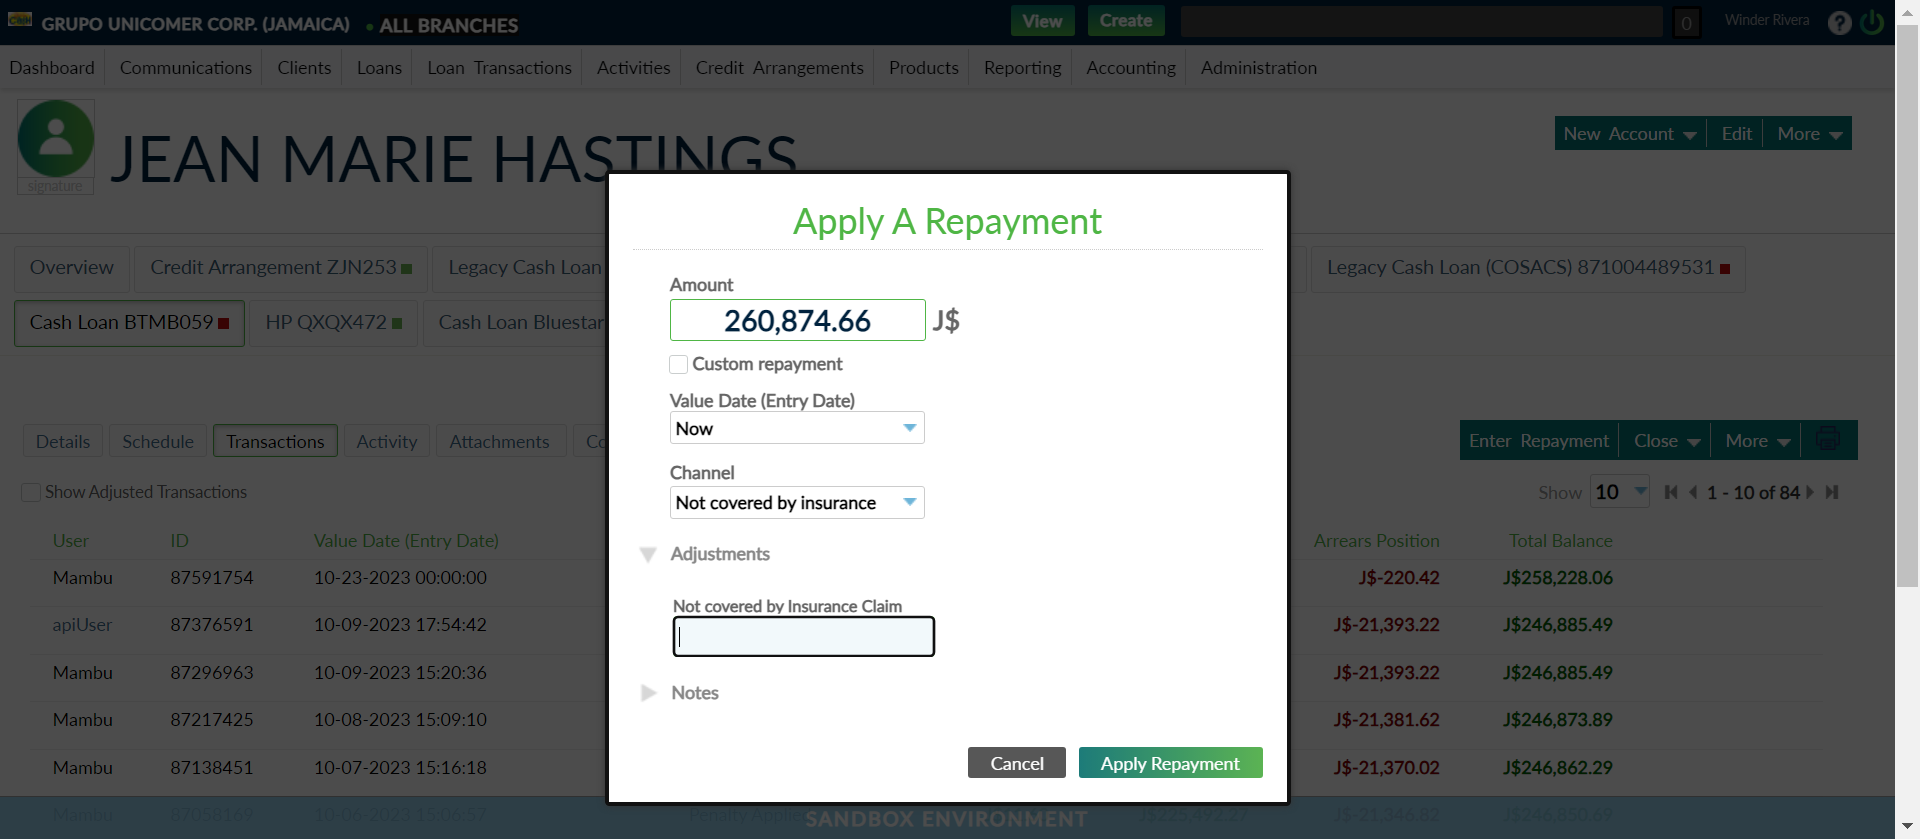 GRUPO UNICOMER CORP. (JAMAICA) • ALL BRANCHES View Create 0 Winder Rivera ?
Dashboard Communications Clients Loans Loan Transactions Activities Credit Arrangements Products Reporting Accounting Administration
JEAN MARIE HASTINGS
signature
New Account Edit More
Apply A Repayment
Overview Credit Arrangement ZJN253 Legacy Cash Loan Legacy Cash Loan (COSACS) 871004489531
Cash Loan BTMB059 HP QXQX472 Cash Loan Bluestar
Amount
260,874.66 J$
Custom repayment
Value Date (Entry Date)
Now
Channel
Not covered by insurance
Adjustments
Not covered by Insurance Claim
Notes
Cancel Apply Repayment
Details Schedule Transactions Activity Attachments Co
Enter Repayment Close More
Show Adjusted Transactions
Show 10 1 - 10 of 84
User ID Value Date (Entry Date) Arrears Position Total Balance
Mambu 87591754 10-23-2023 00:00:00 J$-220.42 J$258,228.06
apiUser 87376591 10-09-2023 17:54:42 J$-21,393.22 J$246,885.49
Mambu 87296963 10-09-2023 15:20:36 J$-21,393.22 J$246,885.49
Mambu 87217425 10-08-2023 15:09:10 J$-21,381.62 J$246,873.89
Mambu 87138451 10-07-2023 15:16:18 J$-21,370.02 J$246,862.29
Mambu 87058169 10-06-2023 15:06:57 Penalty Applie J$225,492.27 J$-21,346.82 J$246,850.69
SANDBOX ENVIRONMENT